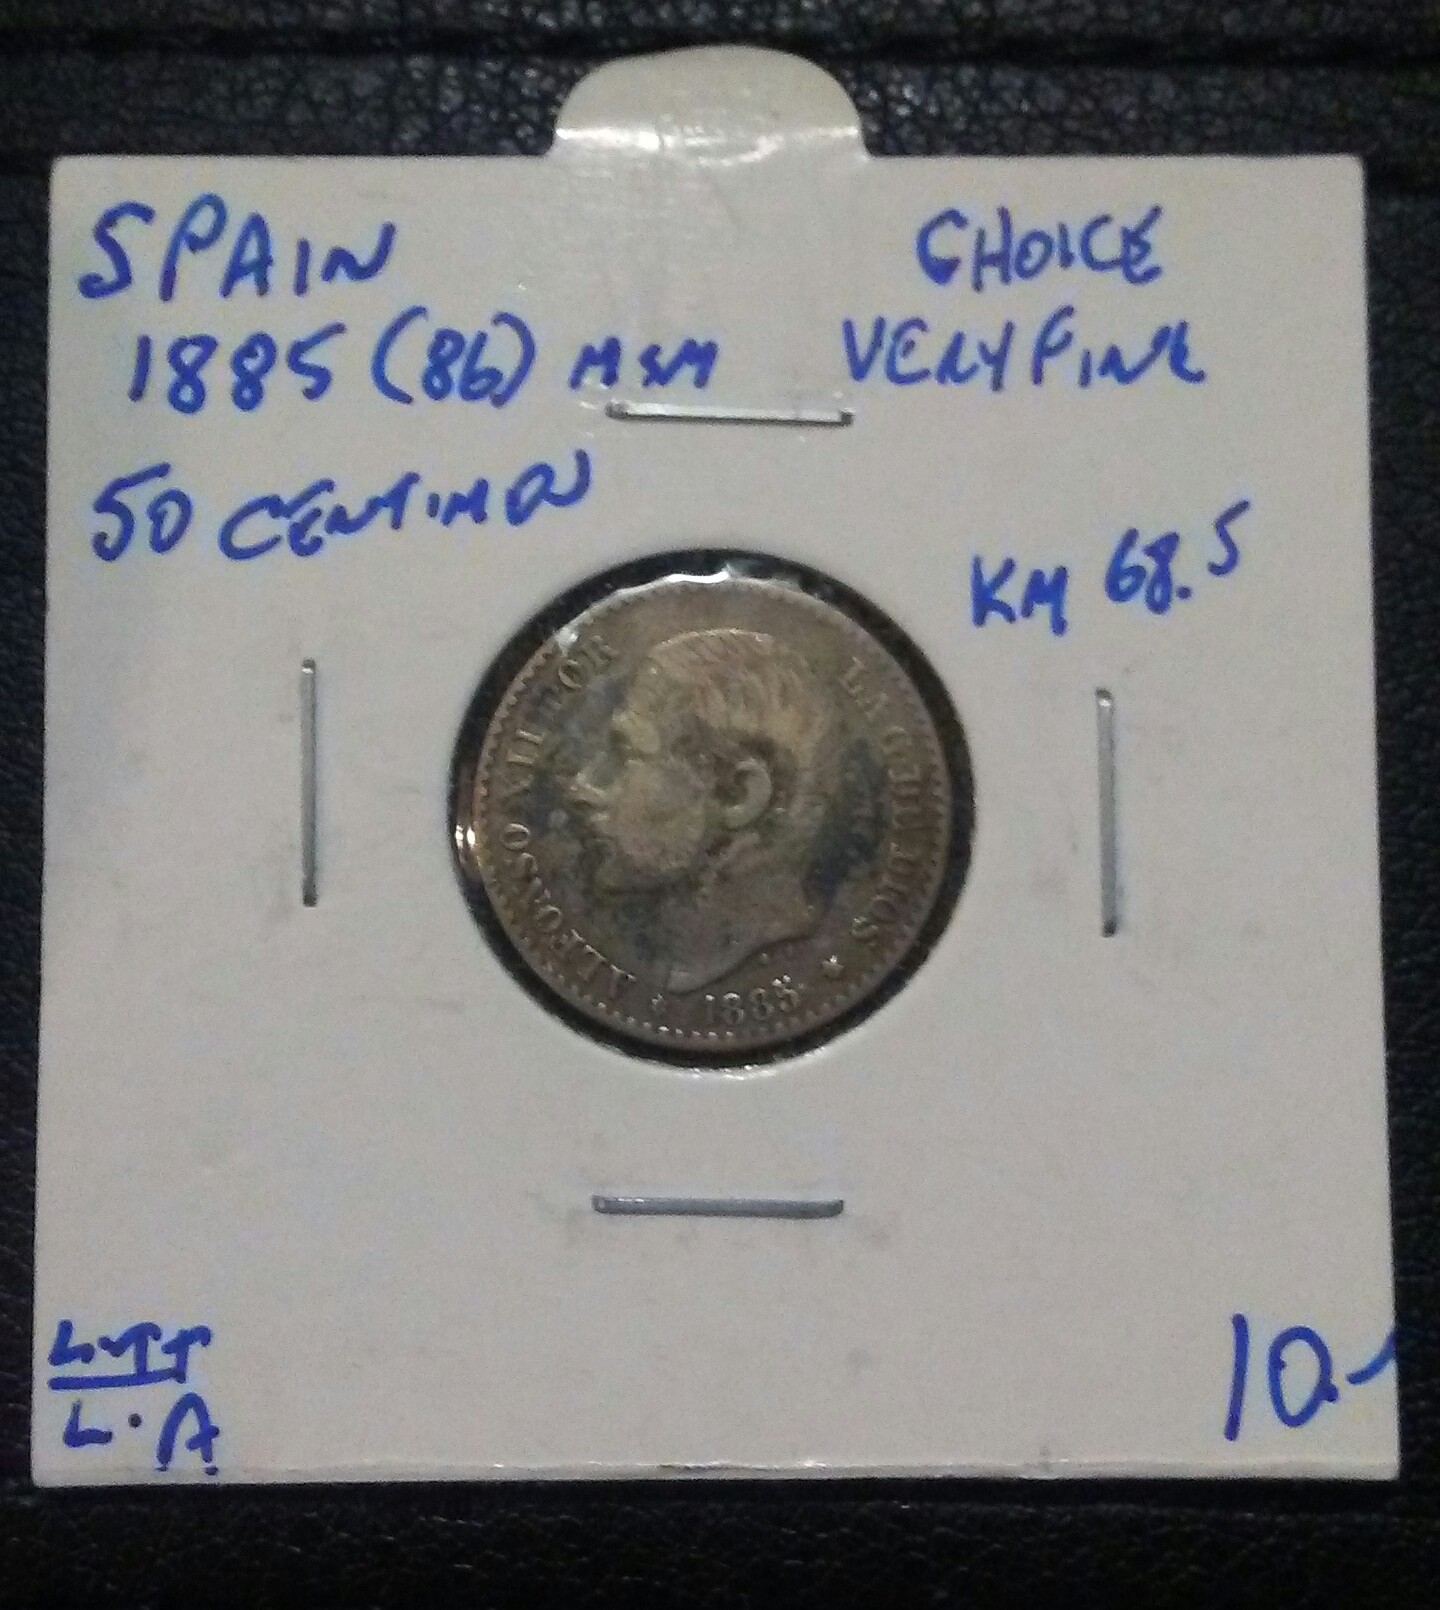 SPAIN
1885 (86) MSM
50 CENTIMOS
CHOICE
VERY FINE
KM 68.5
ALFONSO XII POR LA G. DE DIOS
* 1885 *
L.A
10.-